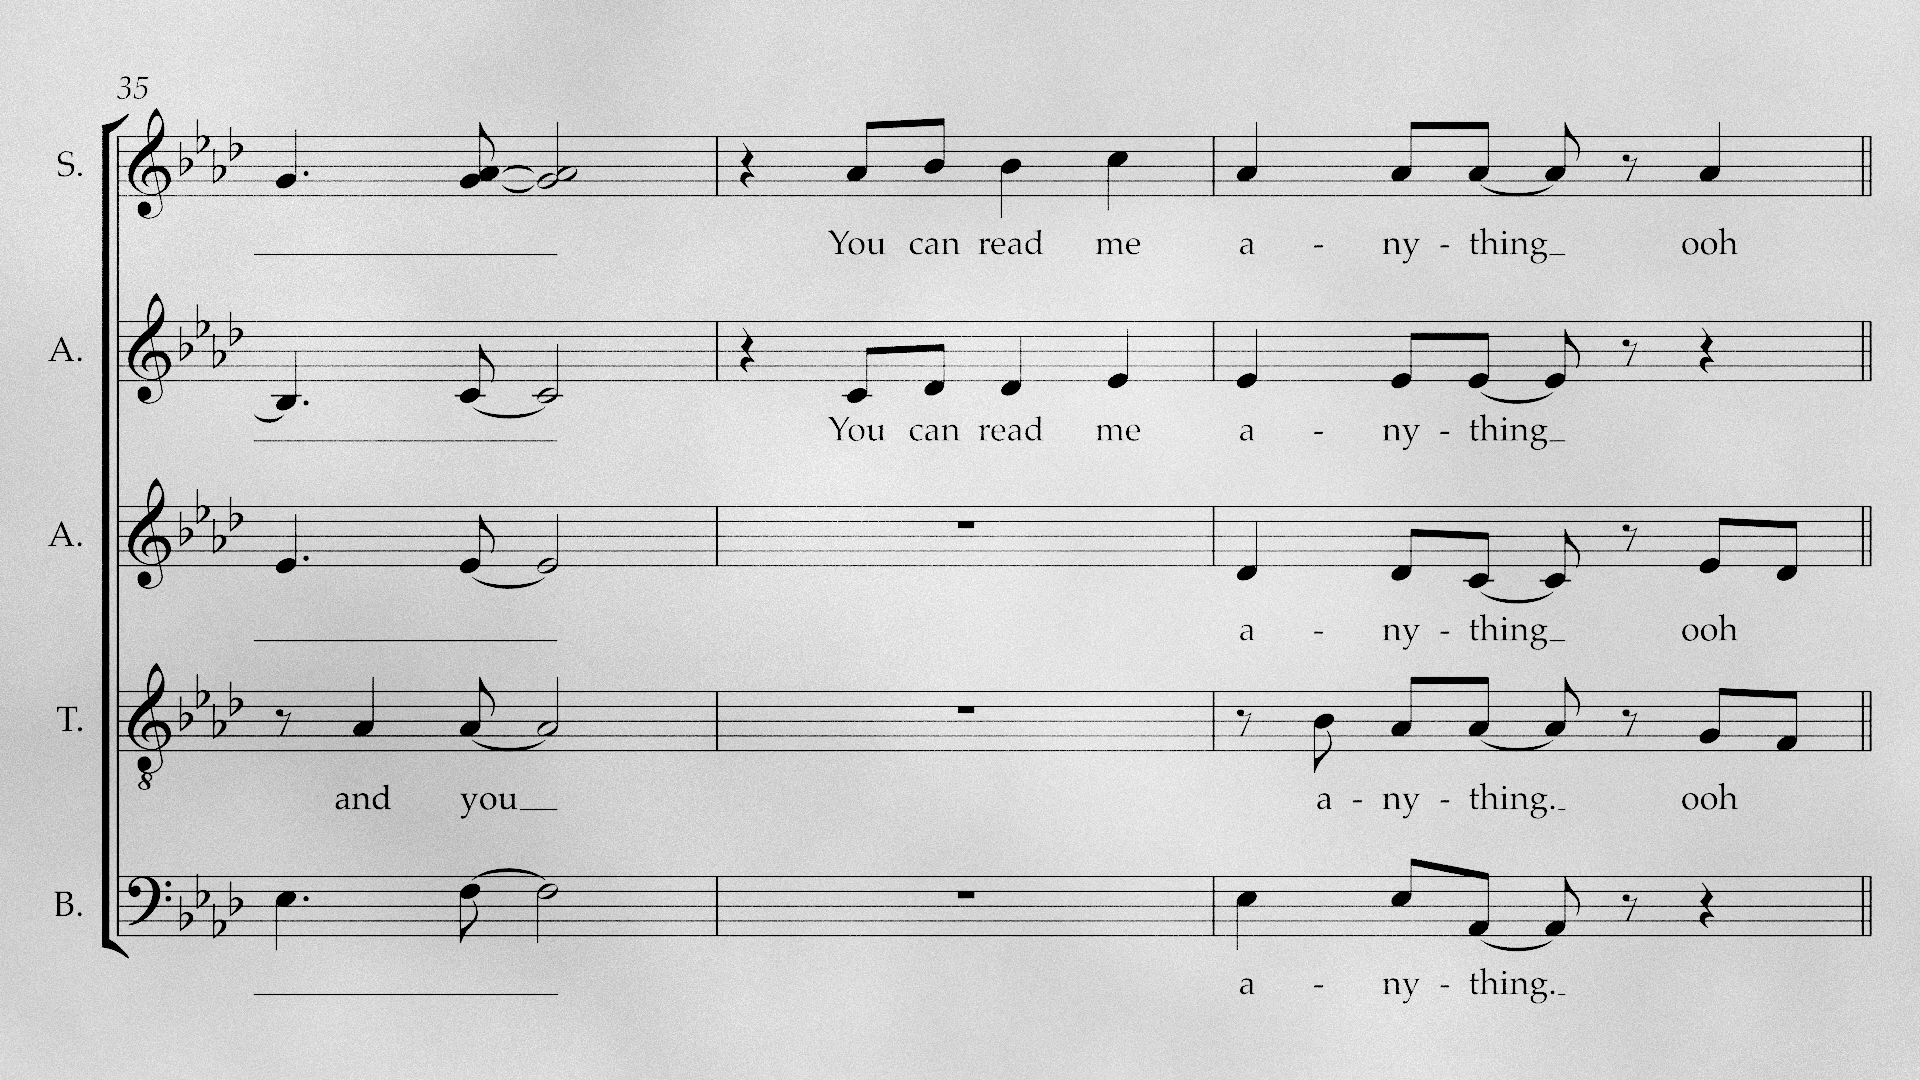 35
S.
You can read me a - ny - thing_ ooh
A.
You can read me a - ny - thing_
A.
a - ny - thing_ ooh
T.
8
and you_ a - ny - thing._ ooh
B.
a - ny - thing._